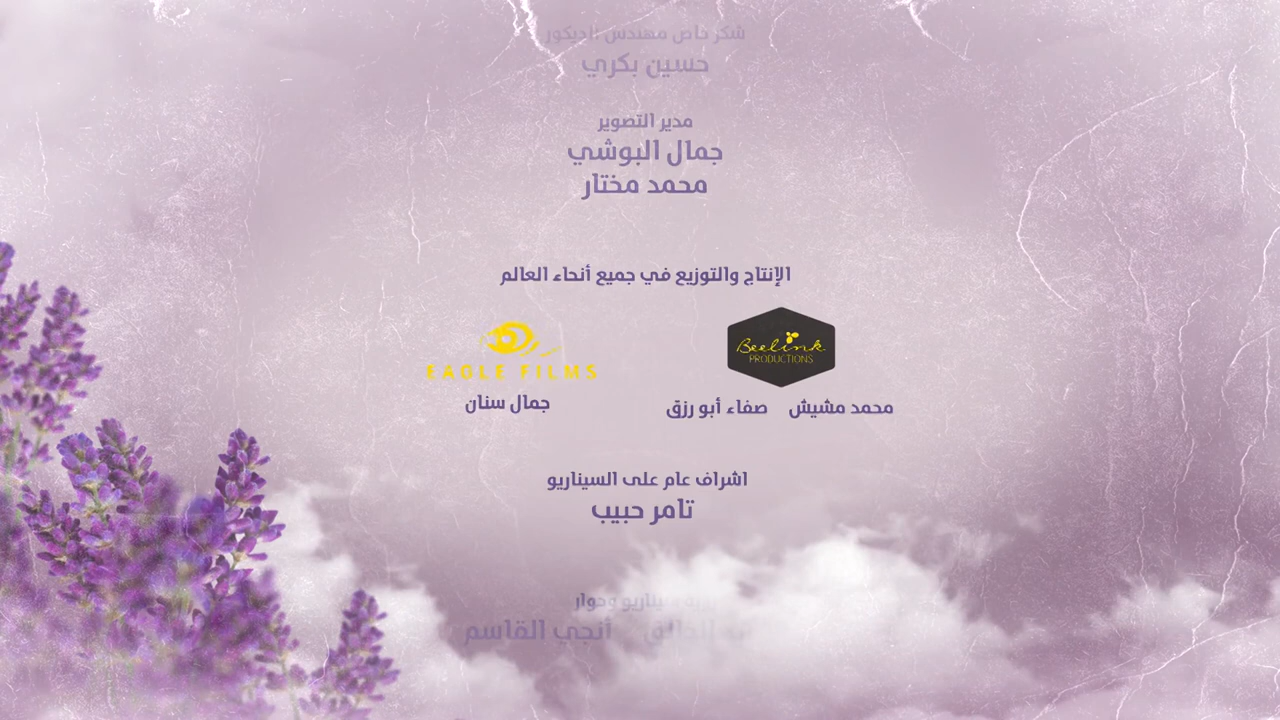 شكر خاص مهندس الديكور
حسين بكري
مدير التصوير
جمال البوشي
محمد مختار
الإنتاج والتوزيع في جميع أنحاء العالم
Beelink
PRODUCTIONS
EAGLE FILMS
محمد مشيش صفاء أبو رزق
جمال سنان
اشراف عام على السيناريو
تامر حبيب
سيناريو وحوار
أنجي القاسم